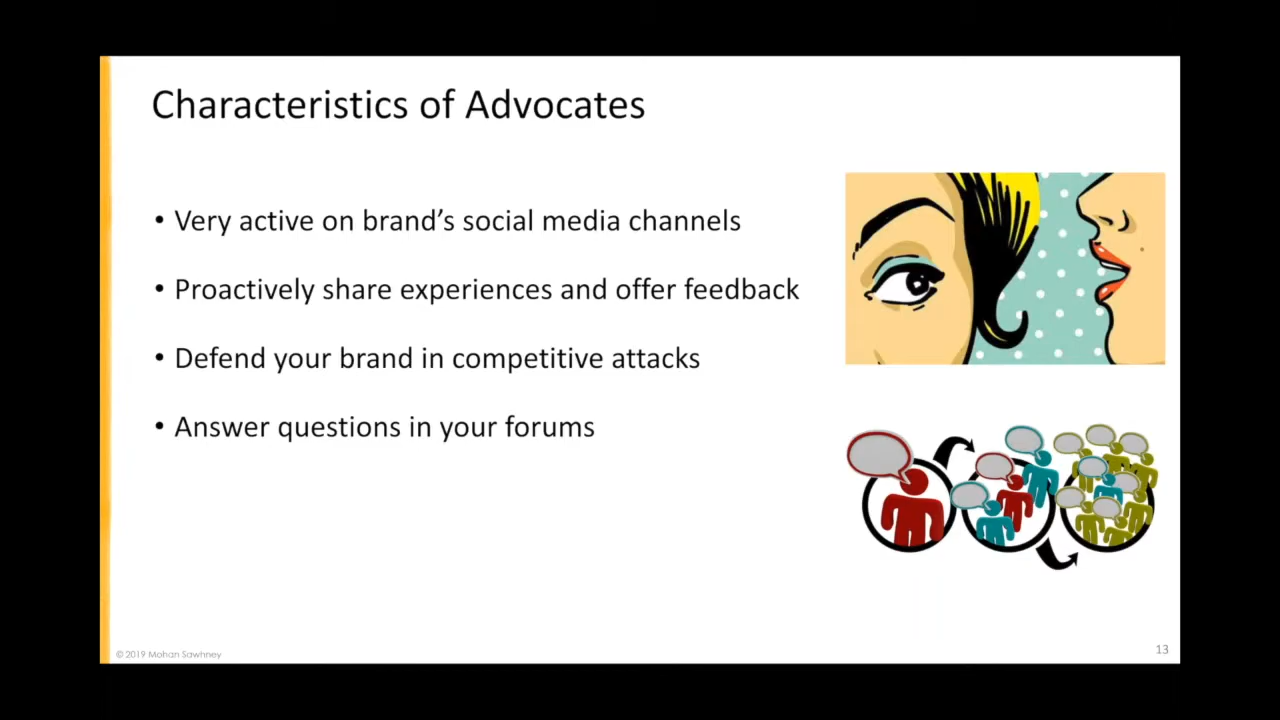 Characteristics of Advocates
• Very active on brand’s social media channels
• Proactively share experiences and offer feedback
• Defend your brand in competitive attacks
• Answer questions in your forums
© 2019 Mohan Sawhney
13